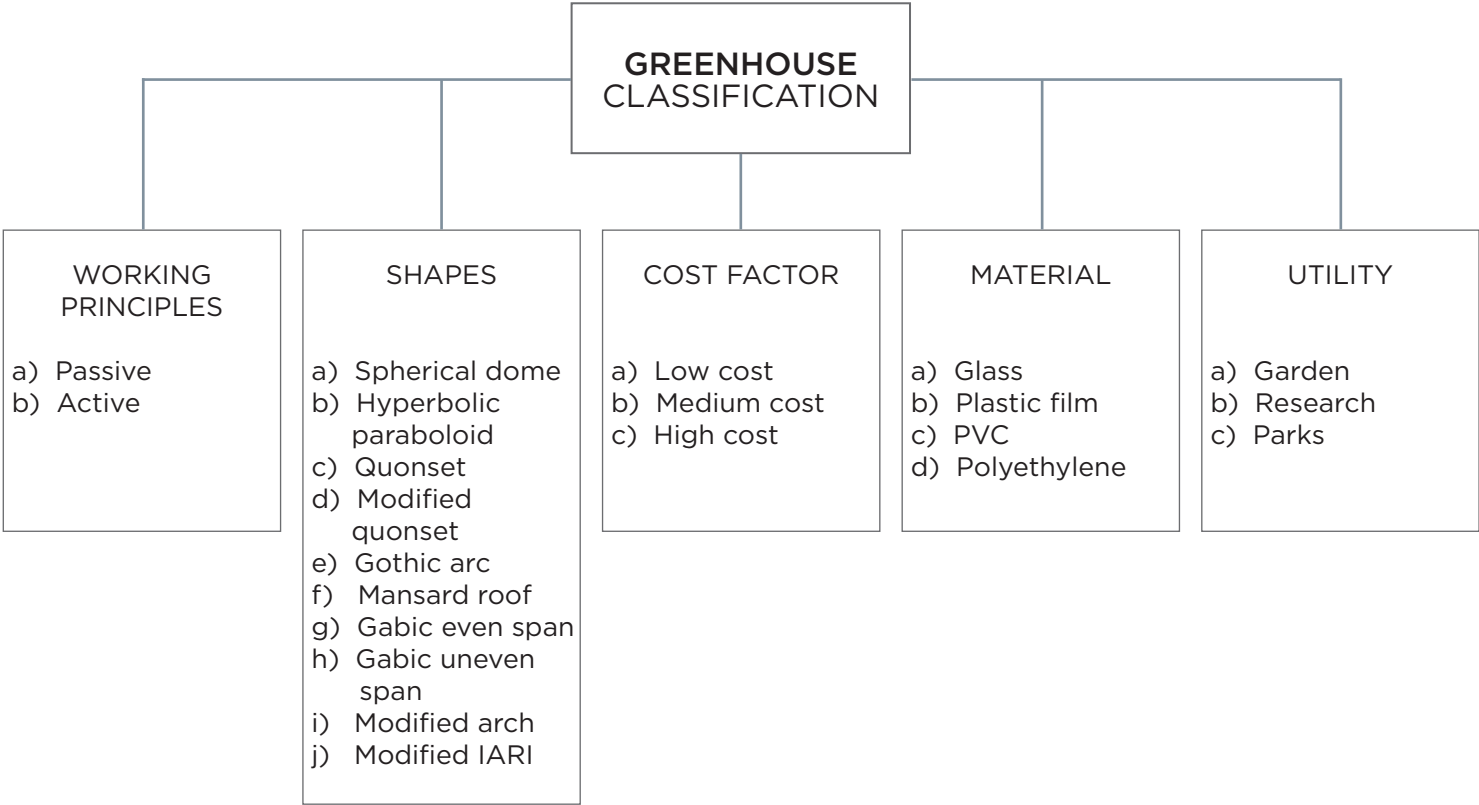 GREENHOUSE
CLASSIFICATION
WORKING
PRINCIPLES
a) Passive
b) Active
SHAPES
a) Spherical dome
b) Hyperbolic
paraboloid
c) Quonset
d) Modified
quonset
e) Gothic arc
f) Mansard roof
g) Gabic even span
h) Gabic uneven
span
i) Modified arch
j) Modified IARI
COST FACTOR
a) Low cost
b) Medium cost
c) High cost
MATERIAL
a) Glass
b) Plastic film
c) PVC
d) Polyethylene
UTILITY
a) Garden
b) Research
c) Parks